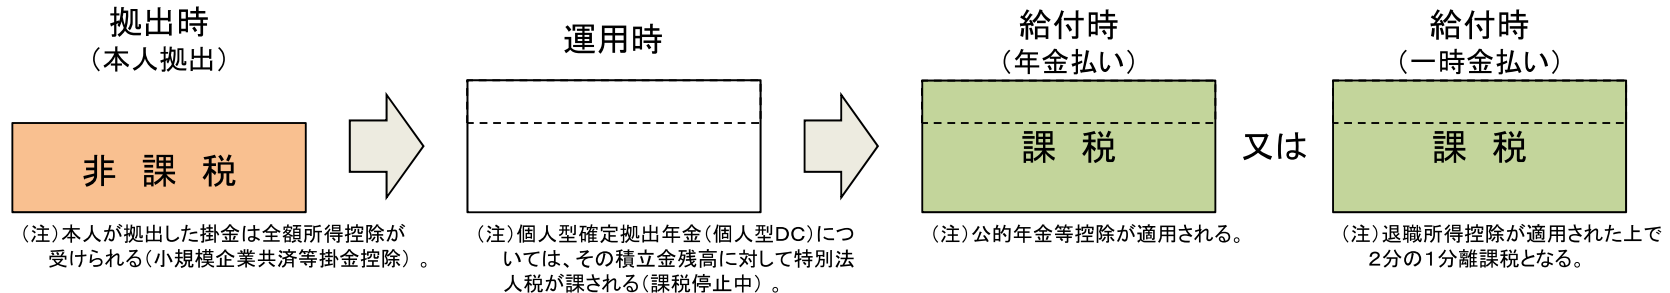 拠出時
（本人拠出）
非 課 税
（注）本人が拠出した掛金は全額所得控除が
受けられる（小規模企業共済等掛金控除）。
運用時
（注）個人型確定拠出年金（個人型DC）につ
いては、その積立金残高に対して特別法
人税が課される（課税停止中）。
給付時
（年金払い）
課 税
（注）公的年金等控除が適用される。
又は
給付時
（一時金払い）
課 税
（注）退職所得控除が適用された上で
２分の１分離課税となる。